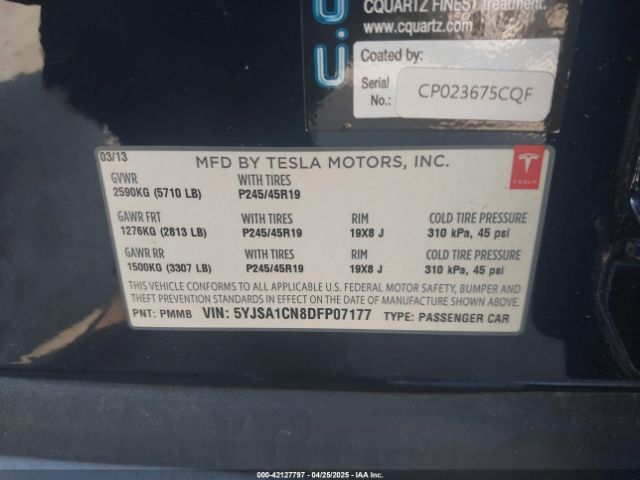 CQUARTZ FINEST treatment.
www.cquartz.com
Coated by:
Serial No.: CP023675CQF
03/13
MFD BY TESLA MOTORS, INC.
TESLA
GVWR WITH TIRES
2590KG (5710 LB) P245/45R19
GAWR FRT WITH TIRES RIM COLD TIRE PRESSURE
1276KG (2813 LB) P245/45R19 19X8 J 310 kPa, 45 psi
GAWR RR WITH TIRES RIM COLD TIRE PRESSURE
1500KG (3307 LB) P245/45R19 19X8 J 310 kPa, 45 psi
THIS VEHICLE CONFORMS TO ALL APPLICABLE U.S. FEDERAL MOTOR SAFETY, BUMPER AND
THEFT PREVENTION STANDARDS IN EFFECT ON THE DATE OF MANUFACTURE SHOWN ABOVE.
PNT: PMMB VIN: 5YJSA1CN8DFP07177 TYPE: PASSENGER CAR
000-42127797 - 04/25/2025 - IAAI.COM